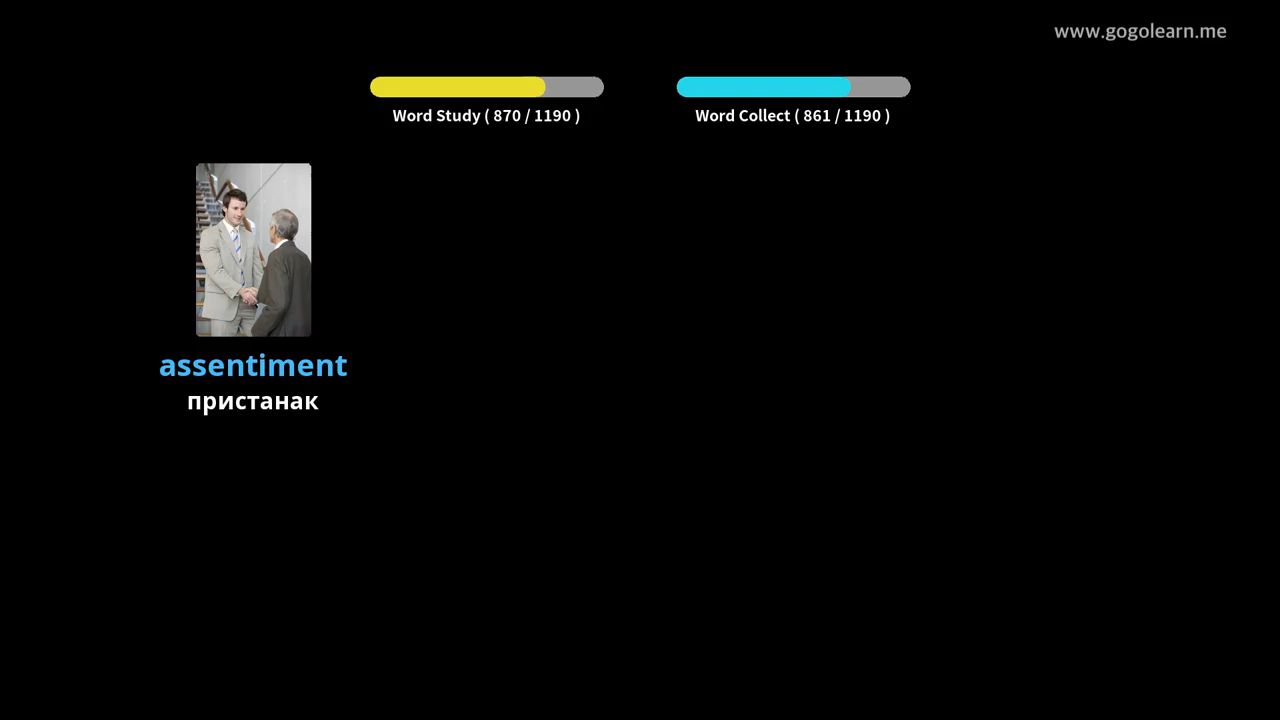 www.gogolearn.me
Word Study ( 870 / 1190 )
Word Collect ( 861 / 1190 )
assentiment
пристанак